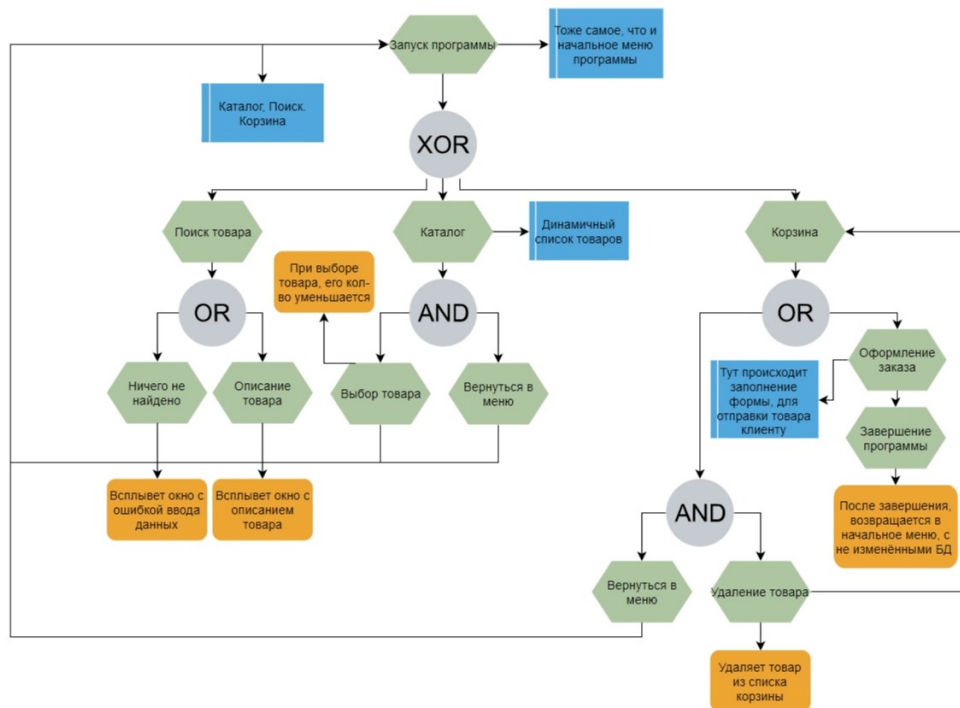 Запуск программы
Тоже самое, что и
начальное меню
программы
Каталог, Поиск.
Корзина
XOR
Поиск товара
Каталог
Динамичный
список товаров
Корзина
При выборе
товара, его кол-
во уменьшается
OR
AND
OR
Ничего не
найдено
Описание
товара
Выбор товара
Вернуться в
меню
Оформление
заказа
Тут происходит
заполнение
формы, для
отправки товара
клиенту
Завершение
программы
Всплывет окно с
ошибкой ввода
данных
Всплывет окно с
описанием
товара
AND
После завершения,
возвращается в
начальное меню, с
не изменёнными БД
Вернуться в
меню
Удаление товара
Удаляет товар
из списка
корзины